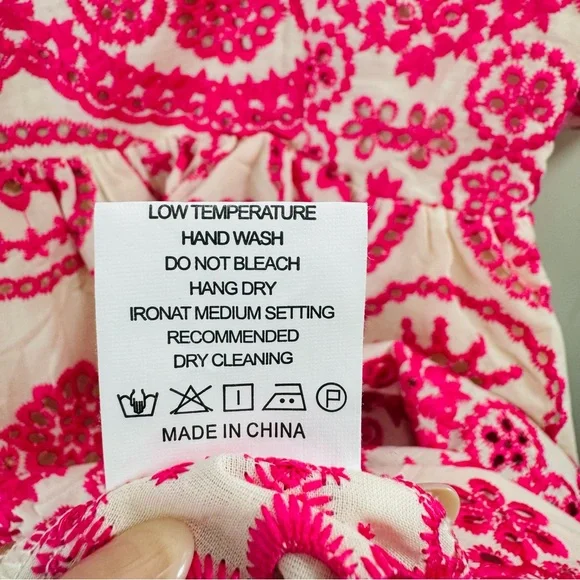 LOW TEMPERATURE
HAND WASH
DO NOT BLEACH
HANG DRY
IRONAT MEDIUM SETTING
RECOMMENDED
DRY CLEANING
P
MADE IN CHINA